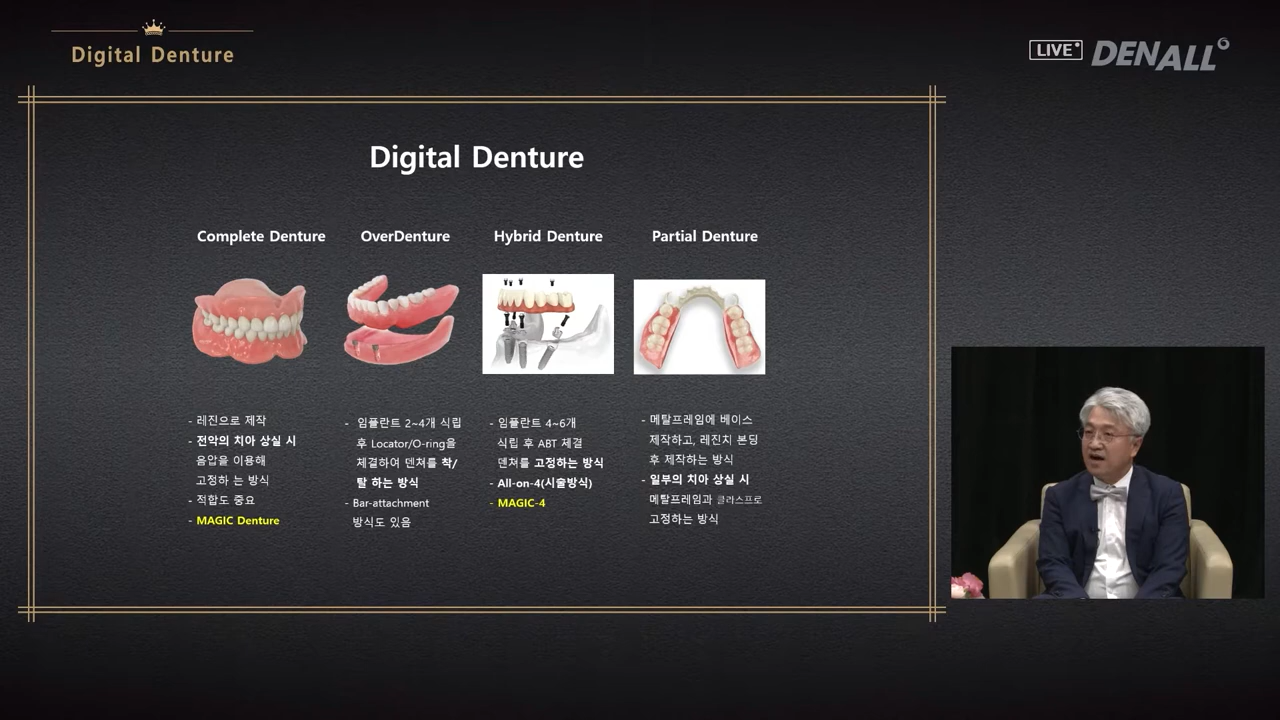 Digital Denture
LIVE
DENALL
Digital Denture
Complete Denture
- 레진으로 제작
- 전악의 치아 상실 시
음압을 이용해
고정하 는 방식
- 적합도 중요
- MAGIC Denture
OverDenture
- 임플란트 2~4개 식립
후 Locator/O-ring을
체결하여 덴쳐를 착/
탈 하는 방식
- Bar-attachment
방식도 있음
Hybrid Denture
- 임플란트 4~6개
식립 후 ABT 체결
덴쳐를 고정하는 방식
- All-on-4(시술방식)
- MAGIC-4
Partial Denture
- 메탈프레임에 베이스
제작하고, 레진치 본딩
후 제작하는 방식
- 일부의 치아 상실 시
메탈프레임과 클라스프로
고정하는 방식